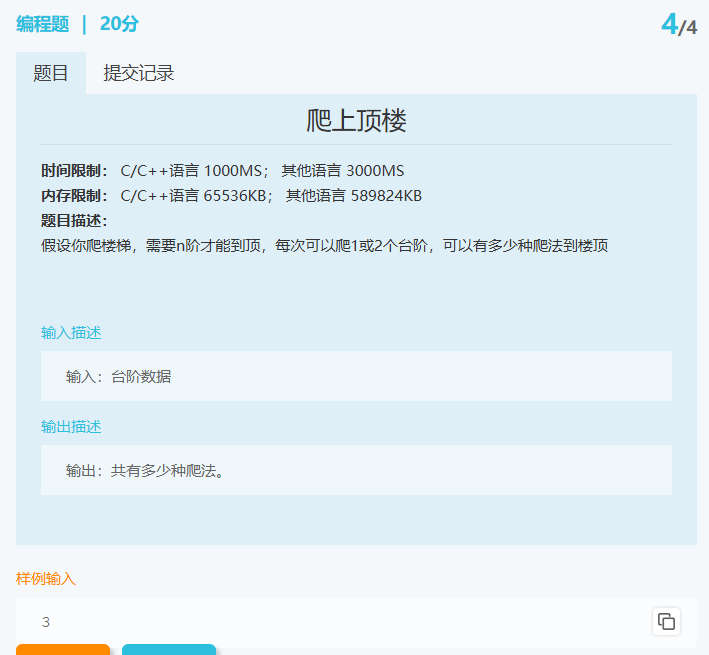 编程题 | 20分
4/4
题目 提交记录
爬上顶楼
时间限制： C/C++语言 1000MS； 其他语言 3000MS
内存限制： C/C++语言 65536KB； 其他语言 589824KB
题目描述：
假设你爬楼梯，需要n阶才能到顶，每次可以爬1或2个台阶，可以有多少种爬法到楼顶
输入描述
输入：台阶数据
输出描述
输出：共有多少种爬法。
样例输入
3